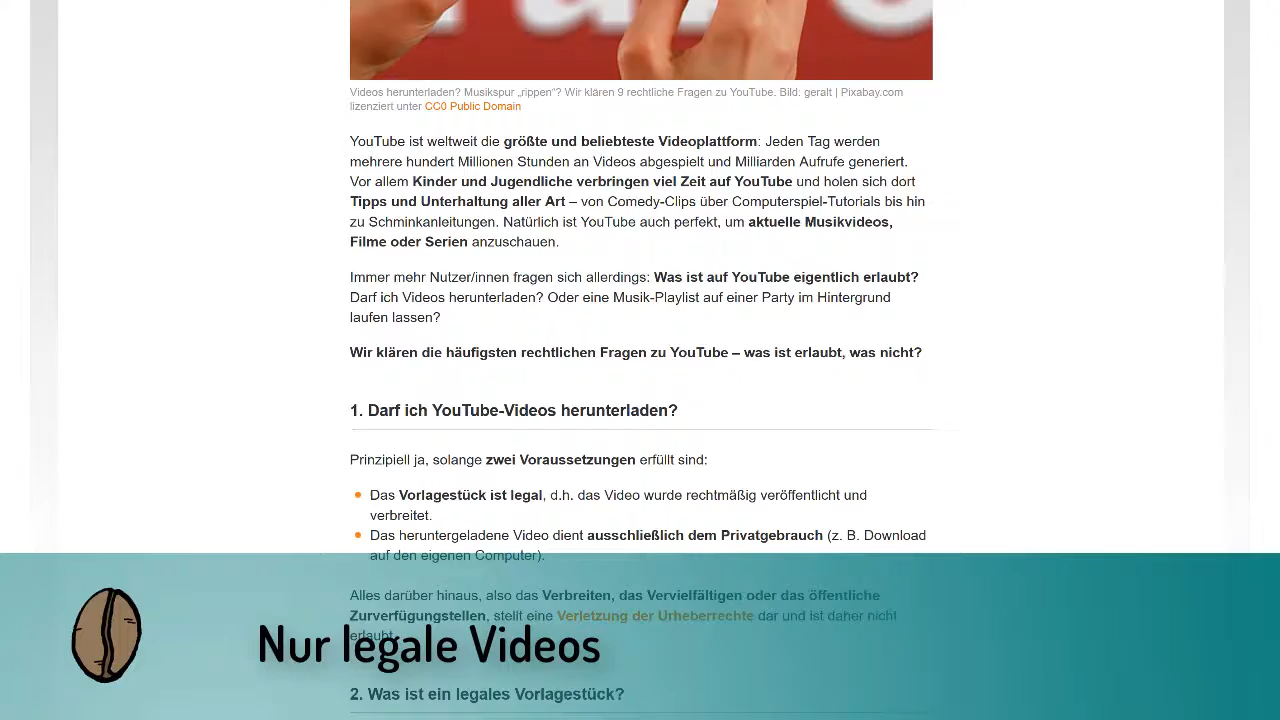 Videos herunterladen? Musikspur „rippen“? Wir klären 9 rechtliche Fragen zu YouTube. Bild: geralt | Pixabay.com
lizenziert unter CC0 Public Domain
YouTube ist weltweit die größte und beliebteste Videoplattform: Jeden Tag werden
mehrere hundert Millionen Stunden an Videos abgespielt und Milliarden Aufrufe generiert.
Vor allem Kinder und Jugendliche verbringen viel Zeit auf YouTube und holen sich dort
Tipps und Unterhaltung aller Art – von Comedy-Clips über Computerspiel-Tutorials bis hin
zu Schminkanleitungen. Natürlich ist YouTube auch perfekt, um aktuelle Musikvideos,
Filme oder Serien anzuschauen.
Immer mehr Nutzer/innen fragen sich allerdings: Was ist auf YouTube eigentlich erlaubt?
Darf ich Videos herunterladen? Oder eine Musik-Playlist auf einer Party im Hintergrund
laufen lassen?
Wir klären die häufigsten rechtlichen Fragen zu YouTube – was ist erlaubt, was nicht?
1. Darf ich YouTube-Videos herunterladen?
Prinzipiell ja, solange zwei Voraussetzungen erfüllt sind:
Das Vorlagestück ist legal, d.h. das Video wurde rechtmäßig veröffentlicht und
verbreitet.
Das heruntergeladene Video dient ausschließlich dem Privatgebrauch (z. B. Download
auf den eigenen Computer).
Alles darüber hinaus, also das Verbreiten, das Vervielfältigen oder das öffentliche
Zurverfügungstellen, stellt eine Verletzung der Urheberrechte dar und ist daher nicht
erlaubt.
Nur legale Videos
2. Was ist ein legales Vorlagestück?